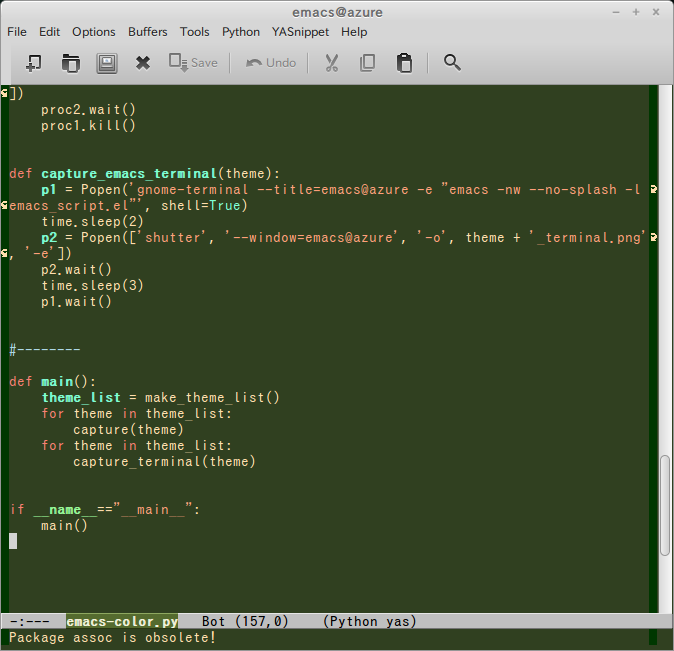 emacs@azure
File Edit Options Buffers Tools Python YASnippet Help
Save Undo
])
    proc2.wait()
    proc1.kill()
def capture_emacs_terminal(theme):
    p1 = Popen('gnome-terminal --title=emacs@azure -e "emacs -nw --no-splash -l
emacs_script.el"', shell=True)
    time.sleep(2)
    p2 = Popen(['shutter', '--window=emacs@azure', '-o', theme + '_terminal.png'
, '-e'])
    p2.wait()
    time.sleep(3)
    p1.wait()
#--------
def main():
    theme_list = make_theme_list()
    for theme in theme_list:
        capture(theme)
    for theme in theme_list:
        capture_terminal(theme)
if __name__=="__main__":
    main()
-:--- emacs-color.py Bot (157,0) (Python yas)
Package assoc is obsolete!